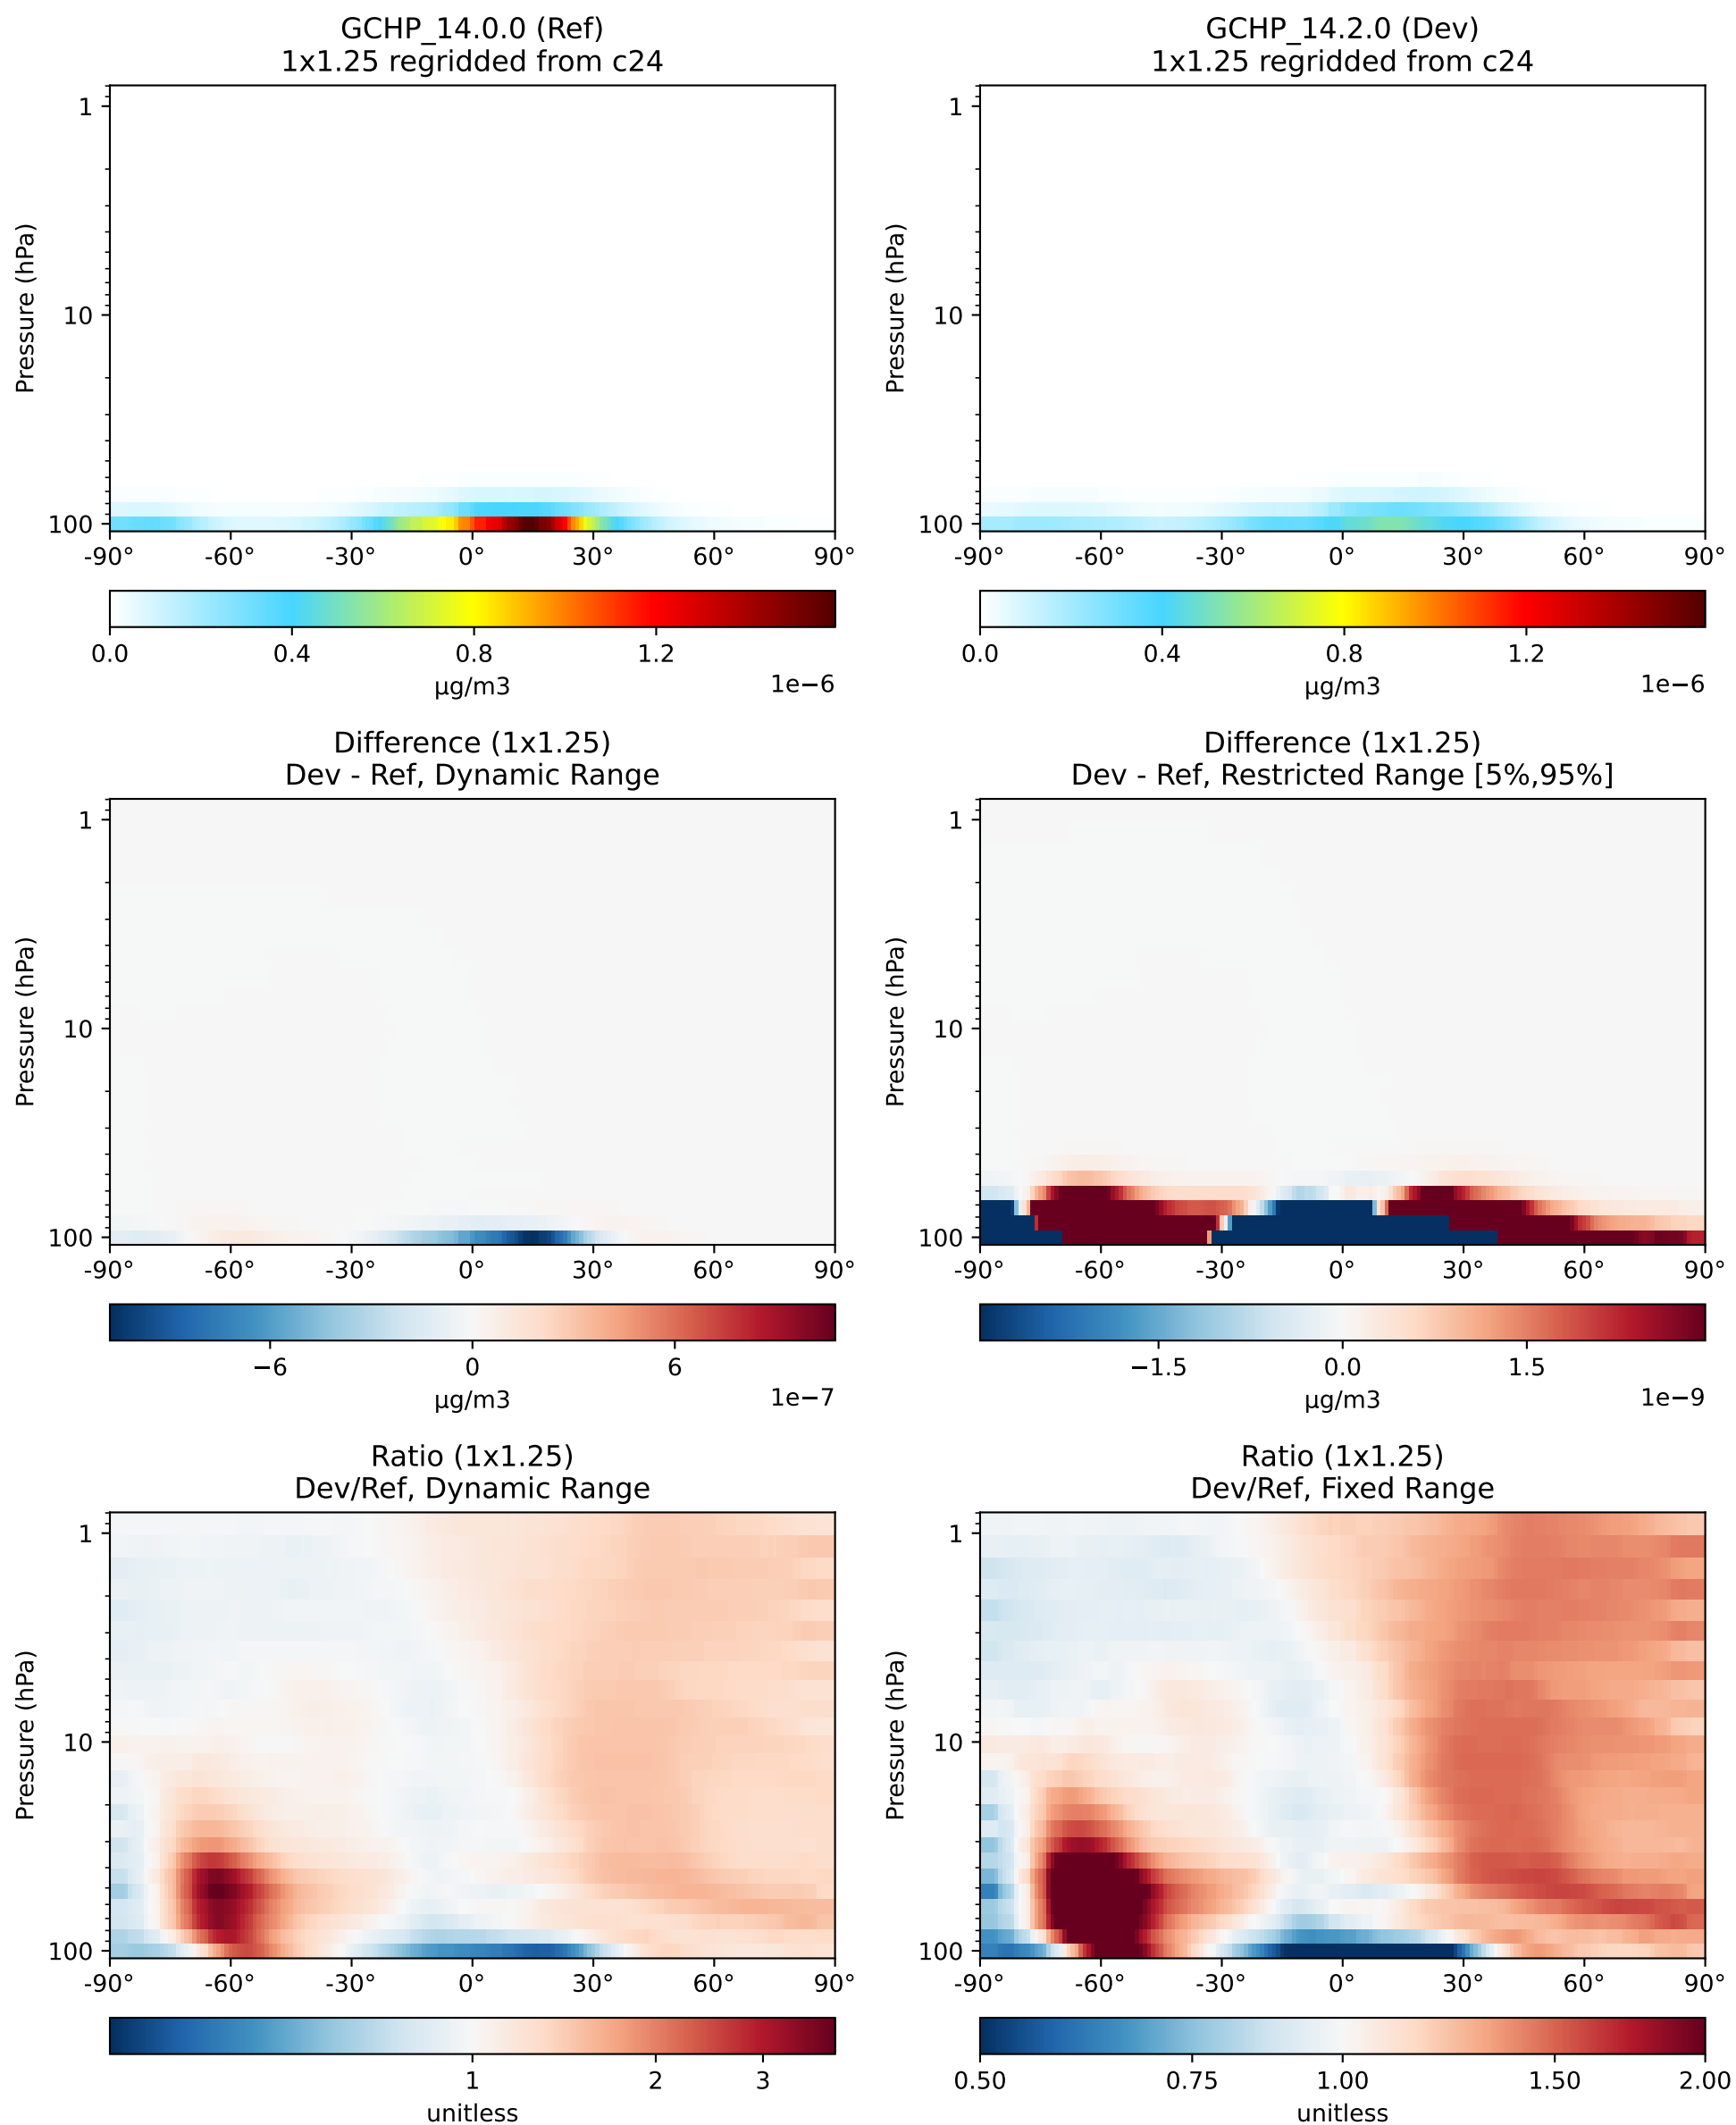 GCHP_14.0.0 (Ref)
1x1.25 regridded from c24
GCHP_14.2.0 (Dev)
1x1.25 regridded from c24
Pressure (hPa)
1
10
100
-90° -60° -30° 0° 30° 60° 90°
0.0 0.4 0.8 1.2
µg/m3
1e−6
Pressure (hPa)
1
10
100
-90° -60° -30° 0° 30° 60° 90°
0.0 0.4 0.8 1.2
µg/m3
1e−6
Difference (1x1.25)
Dev - Ref, Dynamic Range
Difference (1x1.25)
Dev - Ref, Restricted Range [5%,95%]
Pressure (hPa)
1
10
100
-90° -60° -30° 0° 30° 60° 90°
−6 0 6
µg/m3
1e−7
Pressure (hPa)
1
10
100
-90° -60° -30° 0° 30° 60° 90°
−1.5 0.0 1.5
µg/m3
1e−9
Ratio (1x1.25)
Dev/Ref, Dynamic Range
Ratio (1x1.25)
Dev/Ref, Fixed Range
Pressure (hPa)
1
10
100
-90° -60° -30° 0° 30° 60° 90°
1 2 3
unitless
Pressure (hPa)
1
10
100
-90° -60° -30° 0° 30° 60° 90°
0.50 0.75 1.00 1.50 2.00
unitless